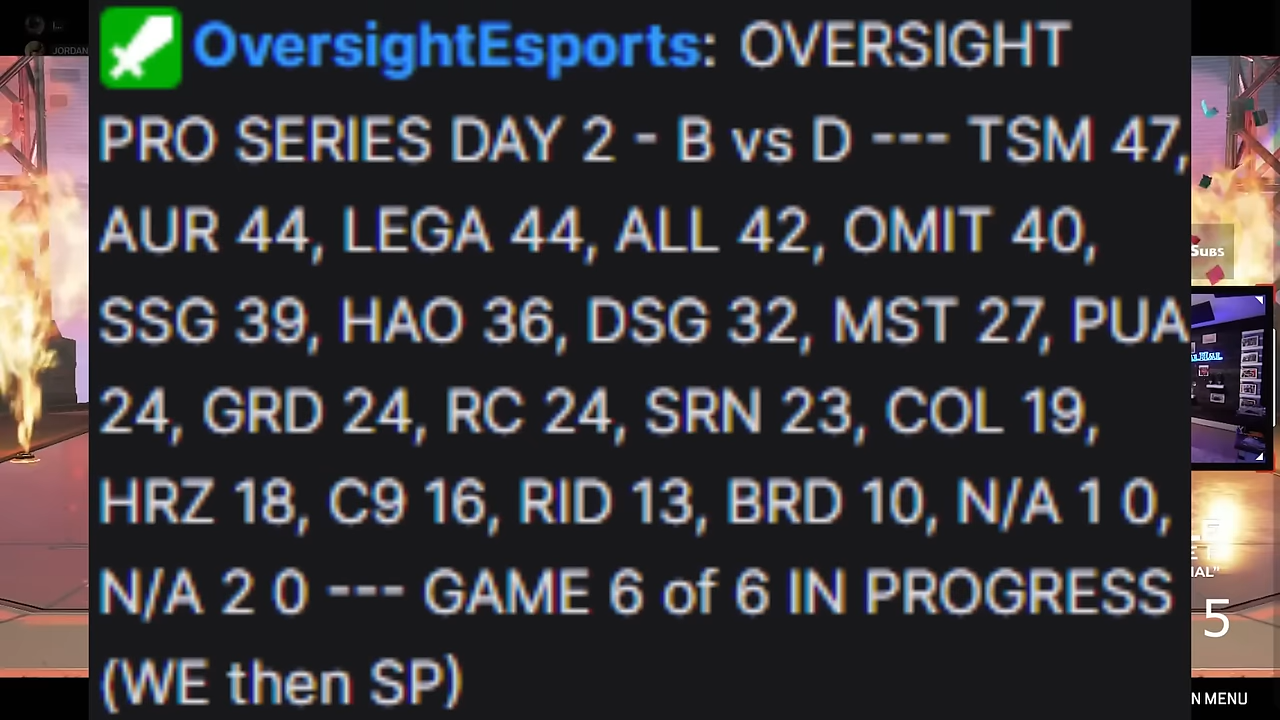 JORDAN
OversightEsports: OVERSIGHT
PRO SERIES DAY 2 - B vs D --- TSM 47,
AUR 44, LEGA 44, ALL 42, OMIT 40,
SSG 39, HAO 36, DSG 32, MST 27, PUA
24, GRD 24, RC 24, SRN 23, COL 19,
HRZ 18, C9 16, RID 13, BRD 10, N/A 1 0,
N/A 2 0 --- GAME 6 of 6 IN PROGRESS
(WE then SP)
SUBS
IAL"
5
N MENU